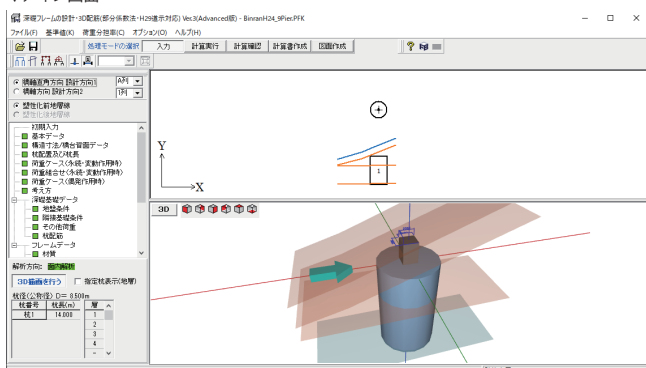 メイン画面
深礎フレームの設計・3D配筋(部分係数法・H29道示対応) Ver.3(Advanced版) - BinranH24_9Pier.PFK
ファイル(F) 基準値(K) 荷重分担率(C) オプション(O) ヘルプ(H)
処理モードの選択 入力 計算実行 計算確認 計算書作成 図面作成
橋軸直角方向 設計方向1 A列
橋軸方向 設計方向2 1列
塑性化前地層線
塑性化後地層線
初期入力
基本データ
構造寸法/橋台背面データ
杭配置及び杭長
荷重ケース(永続・変動作用時)
荷重組合せ(永続・変動作用時)
荷重ケース(偶発作用時)
考え方
深礎基礎データ
地盤条件
隣接基礎条件
その他荷重
杭配筋
フレームデータ
材質
解析方向: 面内解析
3D描画を行う 指定杭表示(地層)
杭径(公称径) D= 8.500m
杭番号 杭長(m) 層
杭1 14.000 1
2
3
4
Y
X
1
3D